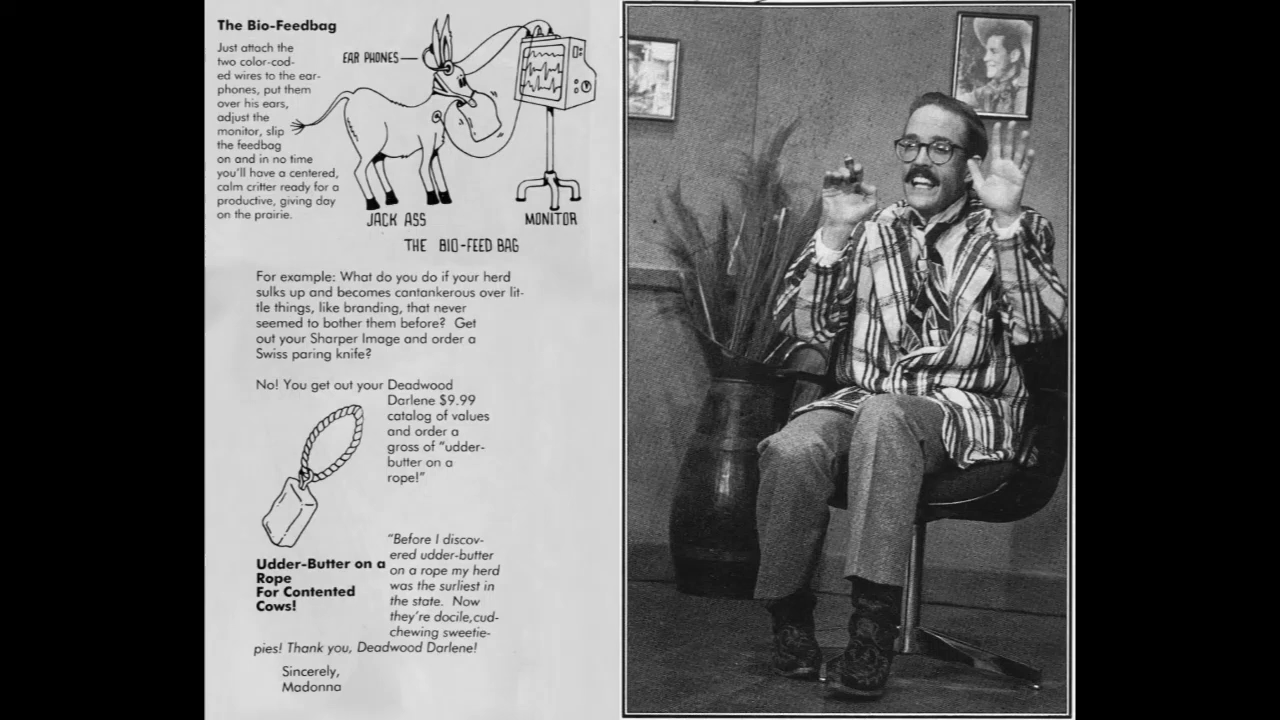 The Bio-Feedbag
Just attach the
two color-cod-
ed wires to the ear-
phones, put them
over his ears,
adjust the
monitor, slip
the feedbag
on and in no time
you'll have a centered,
calm critter ready for a
productive, giving day
on the prairie.
EAR PHONES
JACK ASS
MONITOR
THE BIO-FEED BAG
For example: What do you do if your herd
sulks up and becomes cantankerous over lit-
tle things, like branding, that never
seemed to bother them before? Get
out your Sharper Image and order a
Swiss paring knife?
No! You get out your Deadwood
Darlene $9.99
catalog of values
and order a
gross of "udder-
butter on a
rope!"
Udder-Butter on a
Rope
For Contented
Cows!
"Before I discov-
ered udder-butter
on a rope my herd
was the surliest in
the state. Now
they're docile,cud-
chewing sweetie-
pies! Thank you, Deadwood Darlene!
Sincerely,
Madonna